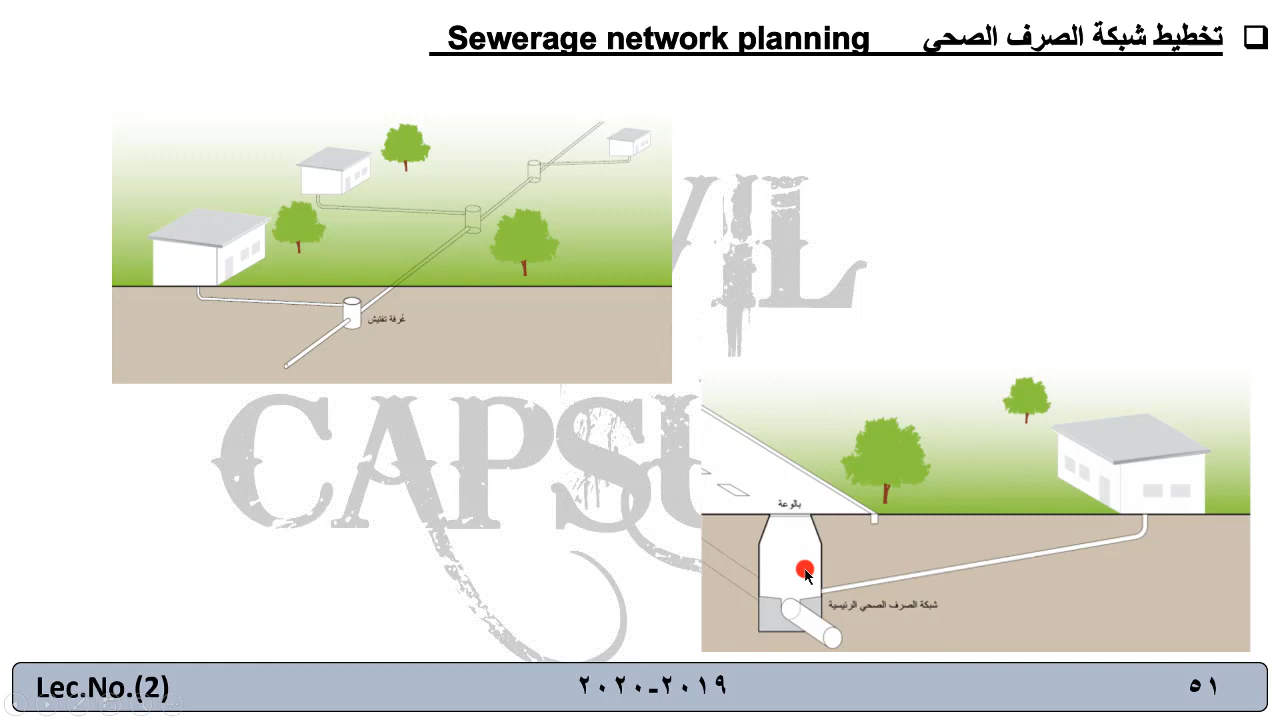 ❑ تخطيط شبكة الصرف الصحي Sewerage network planning
غرفة تفتيش
VIL
CAPSU
بالوعة
شبكة الصرف الصحي الرئيسية
Lec.No.(2) ٢٠١٩-٢٠٢٠ ٥١